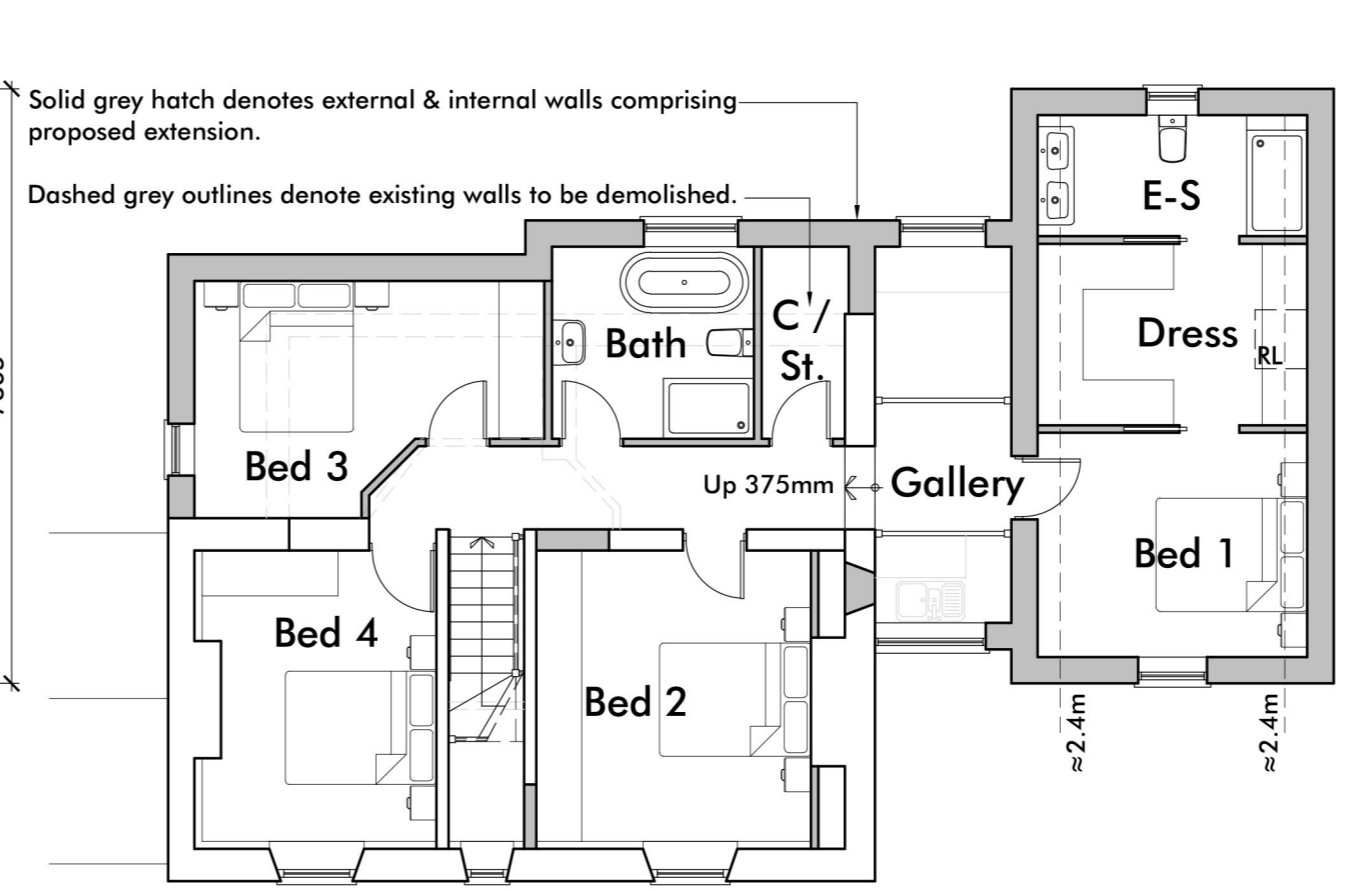 Solid grey hatch denotes external & internal walls comprising
proposed extension.
Dashed grey outlines denote existing walls to be demolished.
E-S
Bath
C /
St.
Dress
RL
Bed 3
Up 375mm
Gallery
Bed 1
Bed 4
Bed 2
≈2.4m
≈2.4m